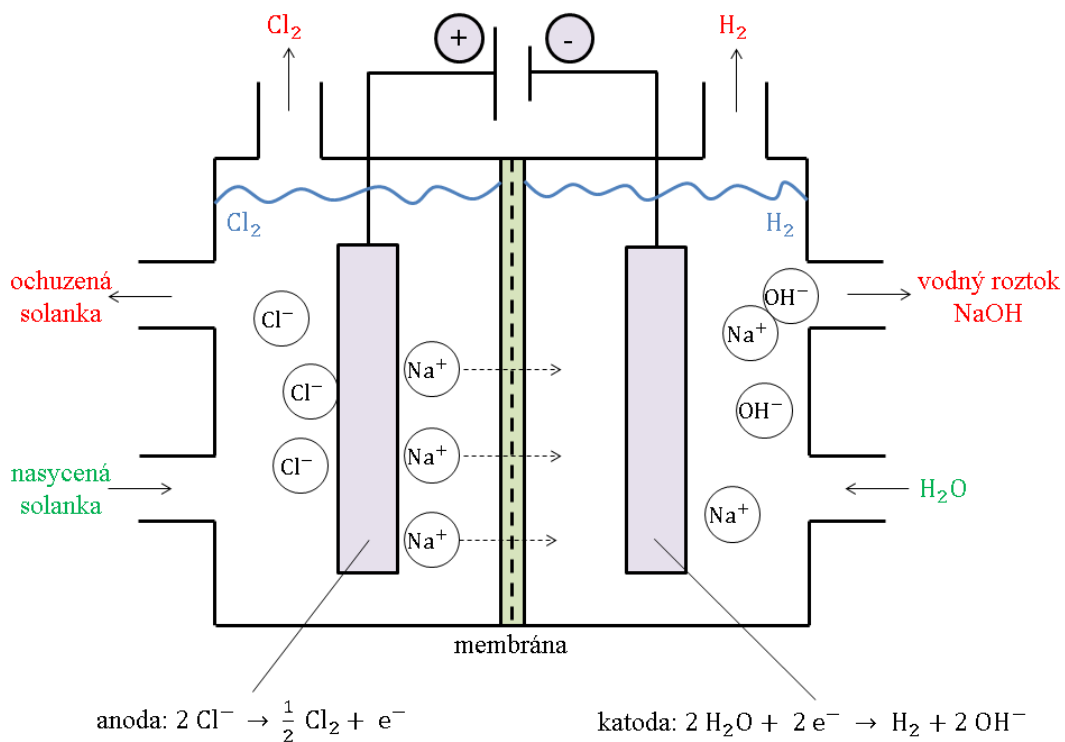 Cl₂
+
-
H₂
Cl₂
H₂
ochuzená
solanka
vodný roztok
NaOH
Cl⁻
Cl⁻
Cl⁻
Na⁺
Na⁺
Na⁺
OH⁻
Na⁺
OH⁻
Na⁺
nasycená
solanka
H₂O
membrána
anoda: 2 Cl⁻ → ½ Cl₂ + e⁻
katoda: 2 H₂O + 2 e⁻ → H₂ + 2 OH⁻